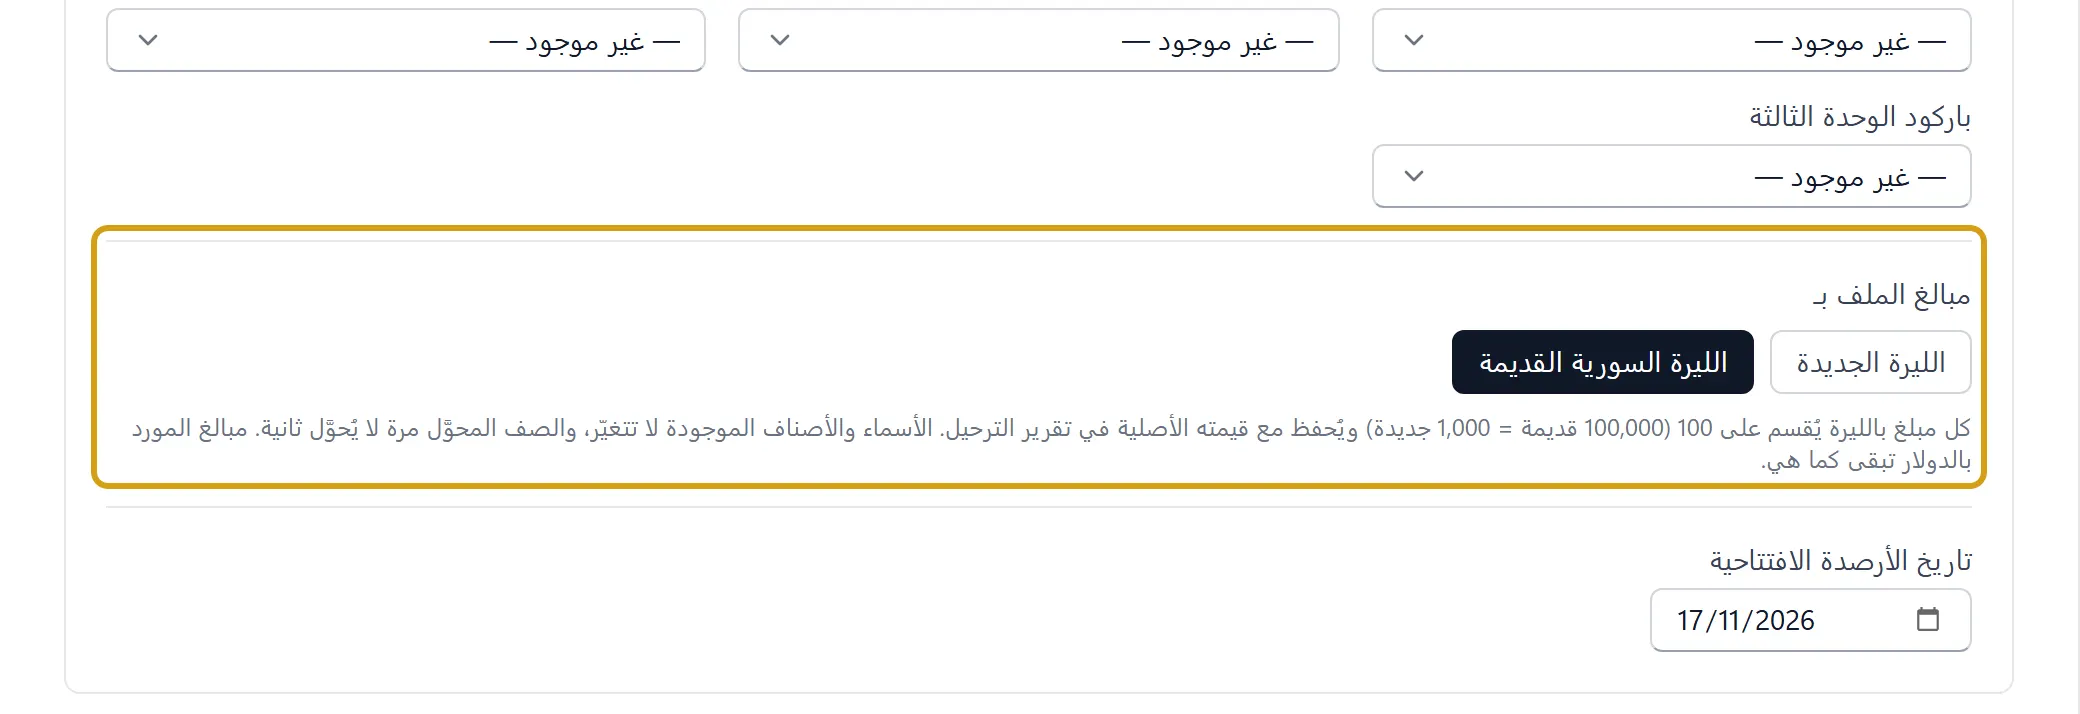 — غير موجود —
— غير موجود —
— غير موجود —
باركود الوحدة الثالثة
— غير موجود —
مبالغ الملف بـ
الليرة الجديدة
الليرة السورية القديمة
كل مبلغ بالليرة يُقسم على 100 (100,000 قديمة = 1,000 جديدة) ويُحفظ مع قيمته الأصلية في تقرير الترحيل. الأسماء والأصناف الموجودة لا تتغيّر، والصف المحوَّل مرة لا يُحوَّل ثانية. مبالغ المورد
بالدولار تبقى كما هي.
تاريخ الأرصدة الافتتاحية
17/11/2026